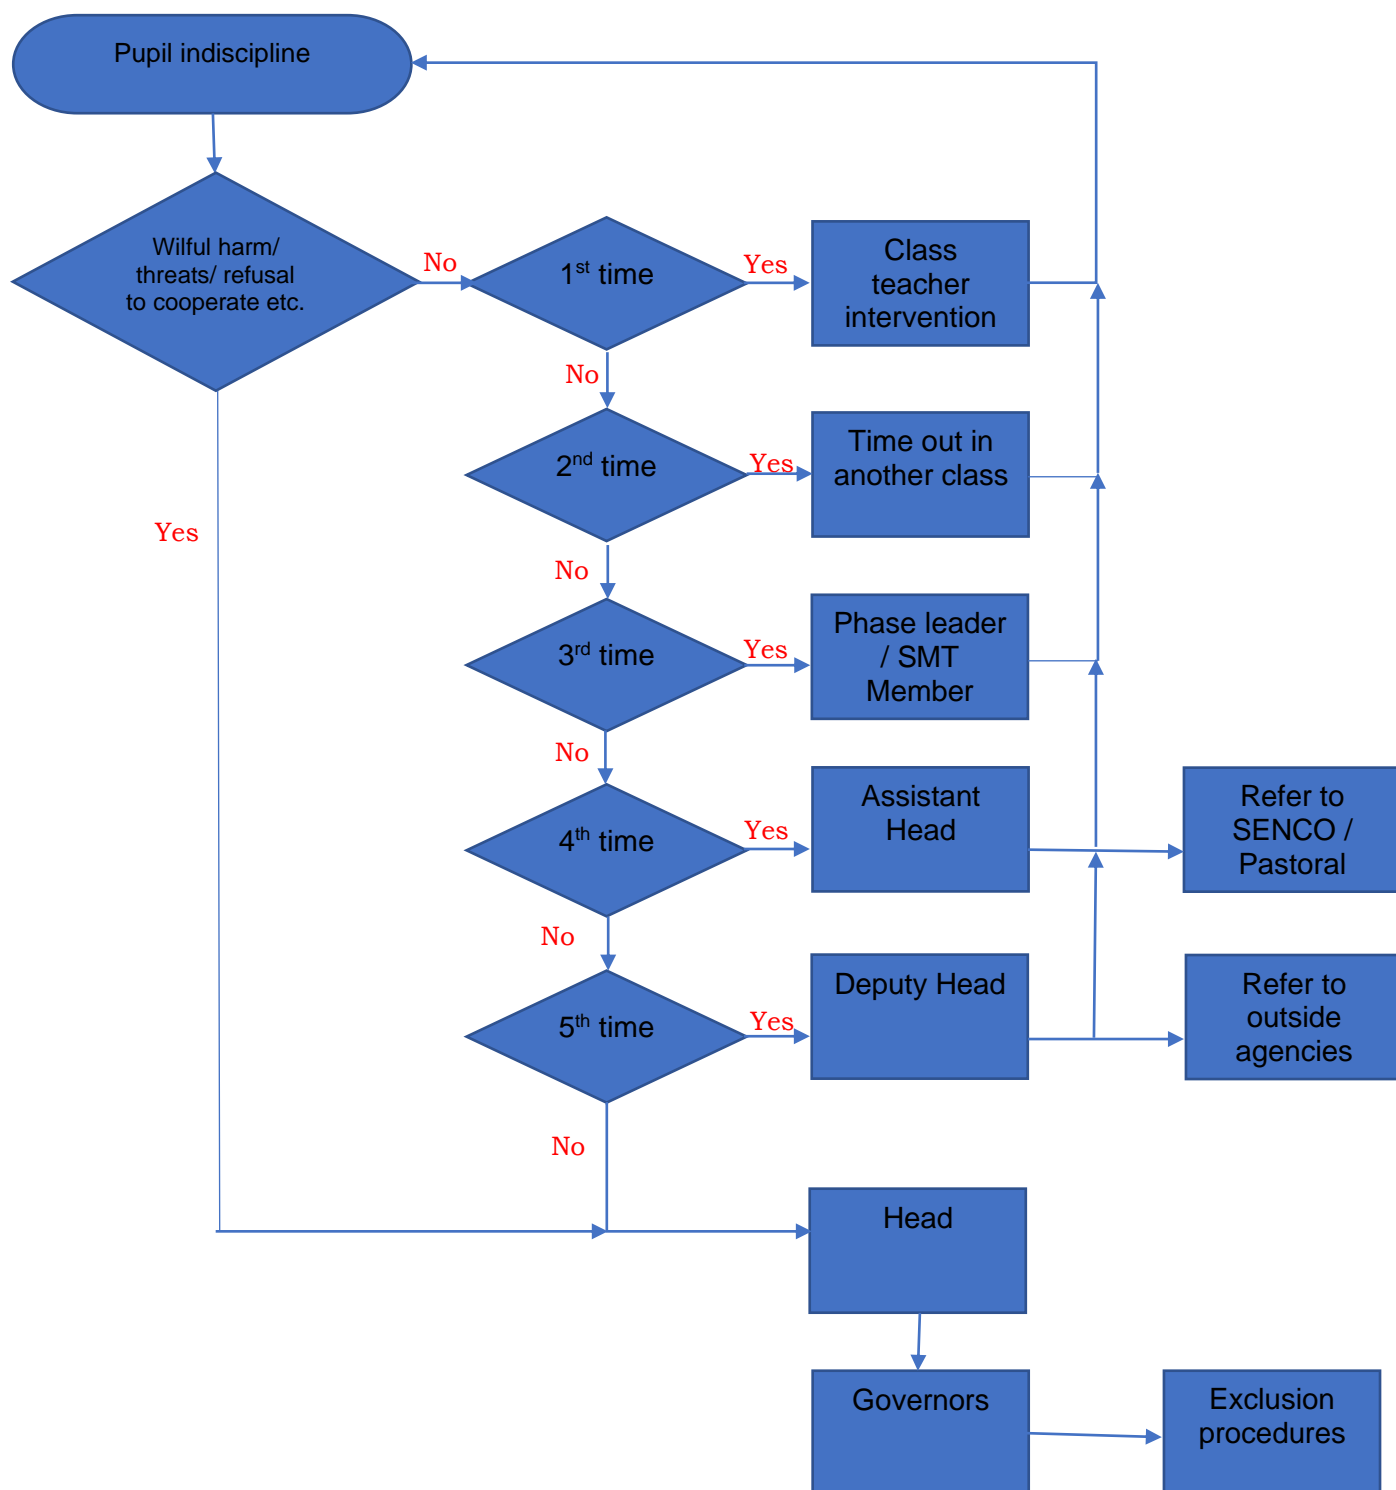 Pupil indiscipline
Wilful harm/
threats/ refusal
to cooperate etc.
No
1st time
Yes
Class
teacher
intervention
No
2nd time
Yes
Time out in
another class
Yes
No
3rd time
Yes
Phase leader
/ SMT
Member
No
4th time
Yes
Assistant
Head
Refer to
SENCO /
Pastoral
No
5th time
Yes
Deputy Head
Refer to
outside
agencies
No
Head
Governors
Exclusion
procedures